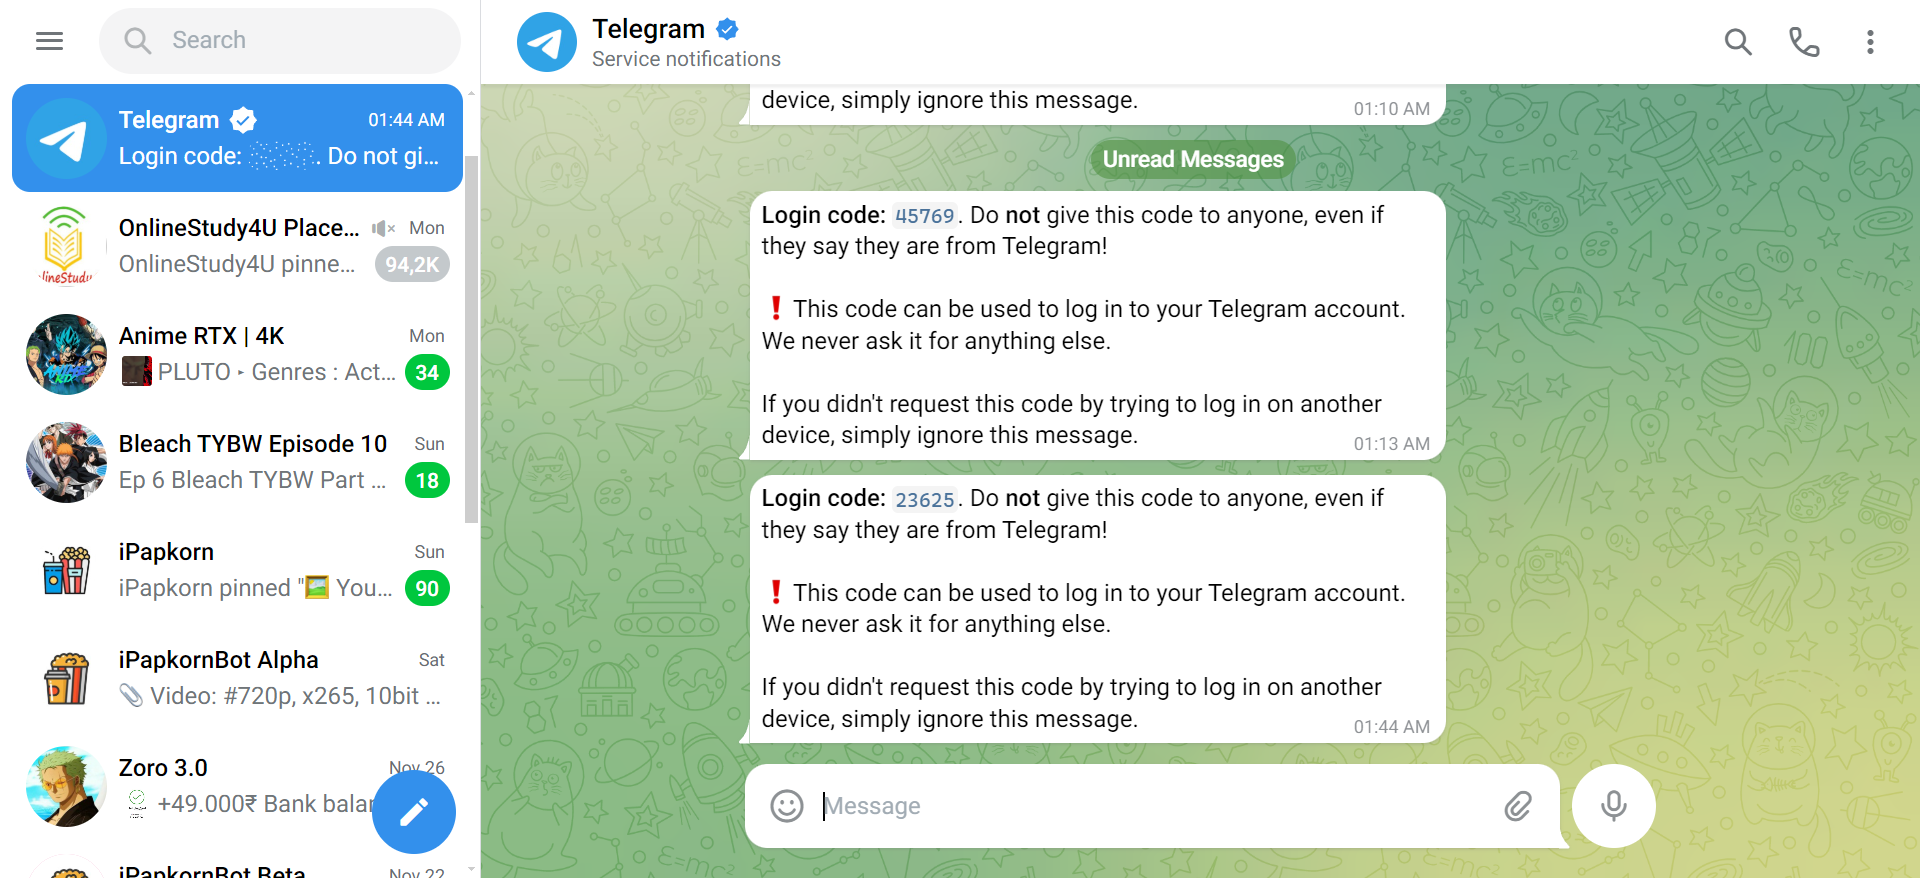 Search
Telegram
01:44 AM
Login code: . Do not gi...
OnlineStudy4U Place...
Mon
OnlineStudy4U pinne...
94,2K
lineStudy
Anime RTX | 4K
Mon
PLUTO ‣ Genres : Act...
34
Bleach TYBW Episode 10
Sun
Ep 6 Bleach TYBW Part ...
18
iPapkorn
Sun
iPapkorn pinned "🖼 You...
90
iPapkornBot Alpha
Sat
Video: #720p, x265, 10bit ...
Zoro 3.0
Nov 26
+49.000₹ Bank balar
iPapkornBot Beta
Nov 22
Telegram
Service notifications
device, simply ignore this message.
01:10 AM
Unread Messages
Login code: 45769. Do not give this code to anyone, even if
they say they are from Telegram!
❗ This code can be used to log in to your Telegram account.
We never ask it for anything else.
If you didn't request this code by trying to log in on another
device, simply ignore this message.
01:13 AM
Login code: 23625. Do not give this code to anyone, even if
they say they are from Telegram!
❗ This code can be used to log in to your Telegram account.
We never ask it for anything else.
If you didn't request this code by trying to log in on another
device, simply ignore this message.
01:44 AM
Message